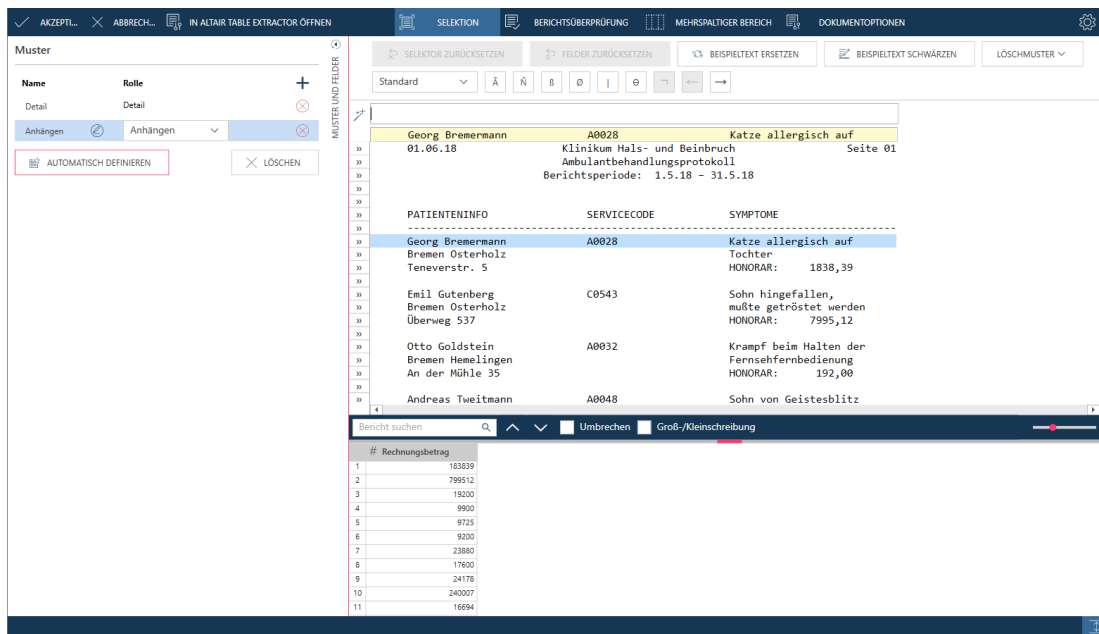 AKZEPTI... ABBRECH... IN ALTAIR TABLE EXTRACTOR ÖFFNEN SELEKTION BERICHTSÜBERPRÜFUNG MEHRSPALTIGER BEREICH DOKUMENTOPTIONEN
Muster
Name Rolle
Detail Detail
Anhängen Anhängen
AUTOMATISCH DEFINIEREN LÖSCHEN
MUSTER UND FELDER
SELEKTOR ZURÜCKSETZEN FELDER ZURÜCKSETZEN BEISPIELTEXT ERSETZEN BEISPIELTEXT SCHWÄRZEN LÖSCHMUSTER
Standard Ã Ñ ß Ø | ɵ ¬ ← →
Georg Bremermann A0028 Katze allergisch auf
» 01.06.18 Klinikum Hals- und Beinbruch Seite 01
» Ambulantbehandlungsprotokoll
» Berichtsperiode: 1.5.18 – 31.5.18
»
»
» PATIENTENINFO SERVICECODE SYMPTOME
» --------------------------------------------------------------------------
» Georg Bremermann A0028 Katze allergisch auf
» Bremen Osterholz Tochter
» Teneverstr. 5 HONORAR: 1838,39
»
» Emil Gutenberg C0543 Sohn hingefallen,
» Bremen Osterholz mußte getröstet werden
» Überweg 537 HONORAR: 7995,12
»
» Otto Goldstein A0032 Krampf beim Halten der
» Bremen Hemelingen Fernsehfernbedienung
» An der Mühle 35 HONORAR: 192,00
»
» Andreas Tweitmann A0048 Sohn von Geistesblitz
Bericht suchen Umbrechen Groß-/Kleinschreibung
# Rechnungsbetrag
1 183839
2 799512
3 19200
4 9900
5 9725
6 9200
7 23880
8 17600
9 24178
10 240007
11 16694